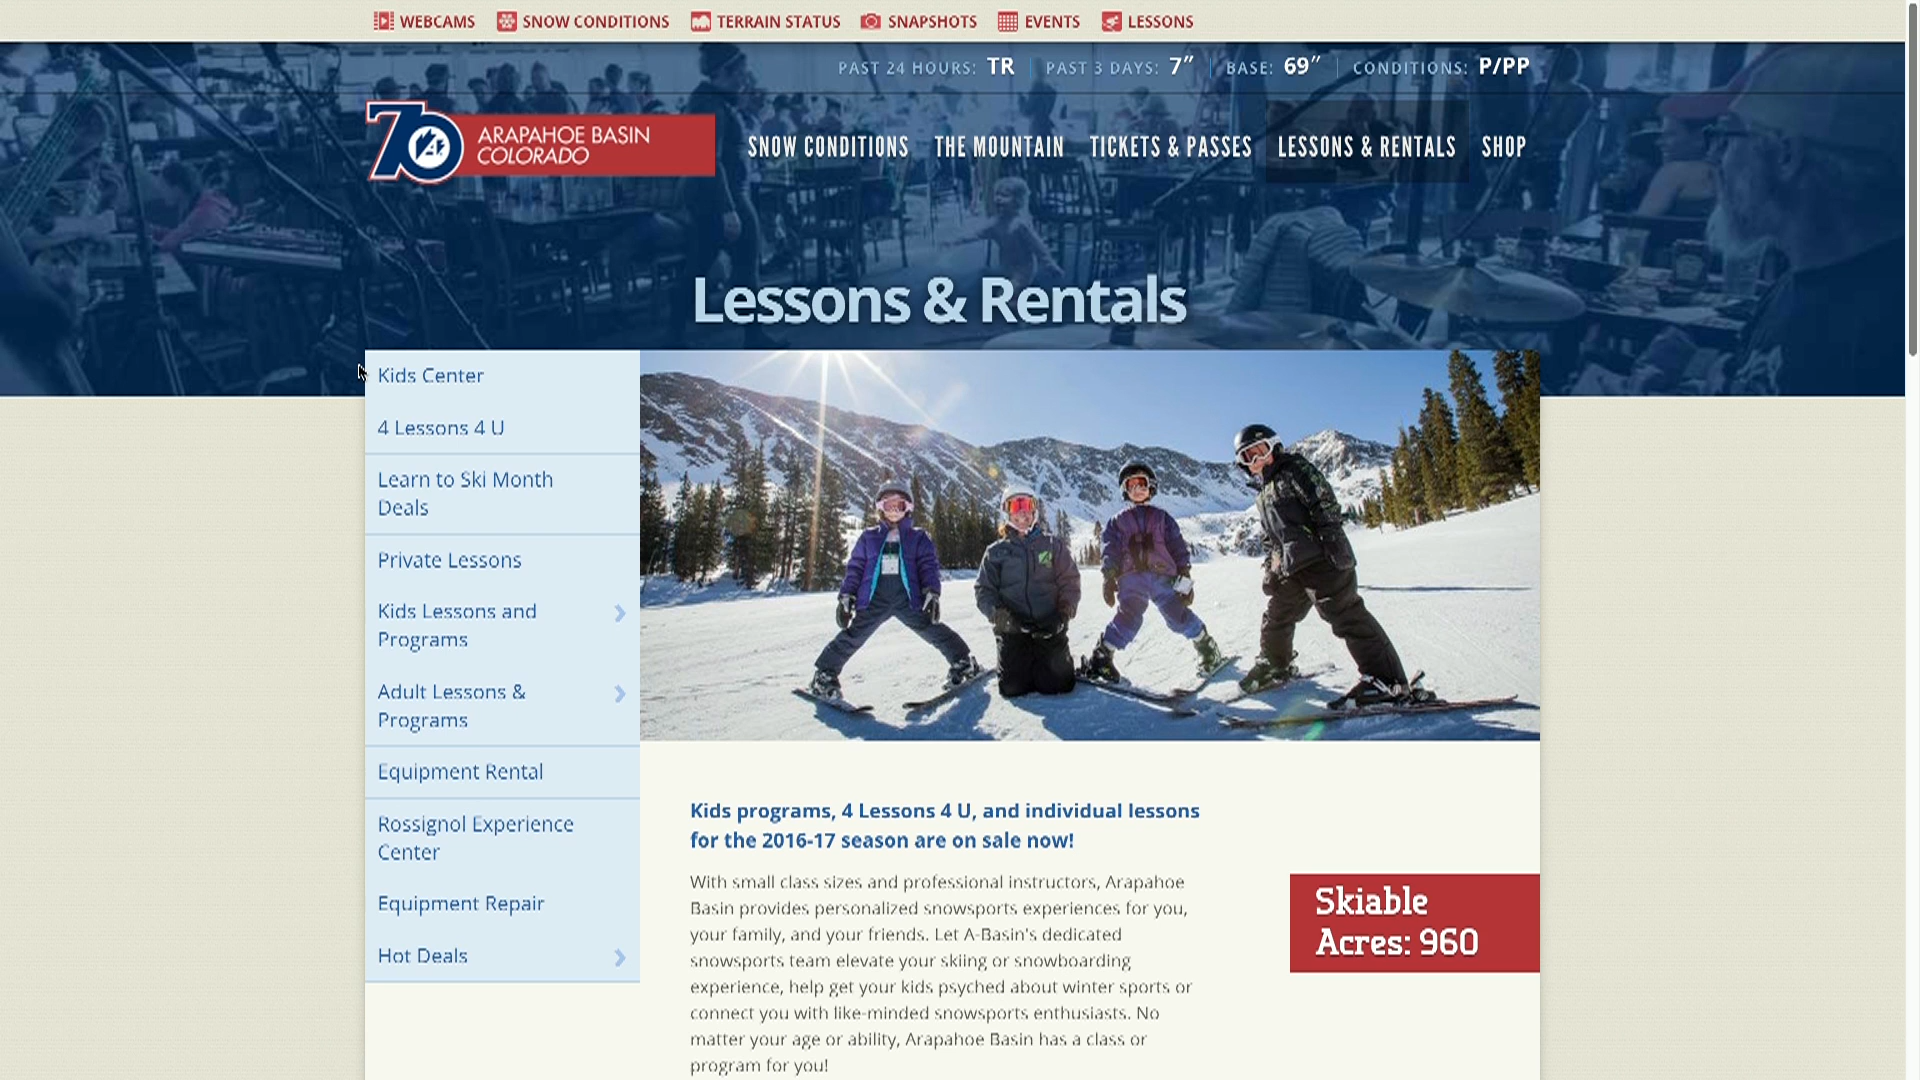 WEBCAMS SNOW CONDITIONS TERRAIN STATUS SNAPSHOTS EVENTS LESSONS
PAST 24 HOURS: TR PAST 3 DAYS: 7" BASE: 69" CONDITIONS: P/PP
70 ARAPAHOE BASIN
COLORADO
SNOW CONDITIONS THE MOUNTAIN TICKETS & PASSES LESSONS & RENTALS SHOP
Lessons & Rentals
Kids Center
4 Lessons 4 U
Learn to Ski Month
Deals
Private Lessons
Kids Lessons and
Programs
Adult Lessons &
Programs
Equipment Rental
Rossignol Experience
Center
Equipment Repair
Hot Deals
Kids programs, 4 Lessons 4 U, and individual lessons
for the 2016-17 season are on sale now!
With small class sizes and professional instructors, Arapahoe
Basin provides personalized snowsports experiences for you,
your family, and your friends. Let A-Basin's dedicated
snowsports team elevate your skiing or snowboarding
experience, help get your kids psyched about winter sports or
connect you with like-minded snowsports enthusiasts. No
matter your age or ability, Arapahoe Basin has a class or
program for you!
Skiable
Acres: 960